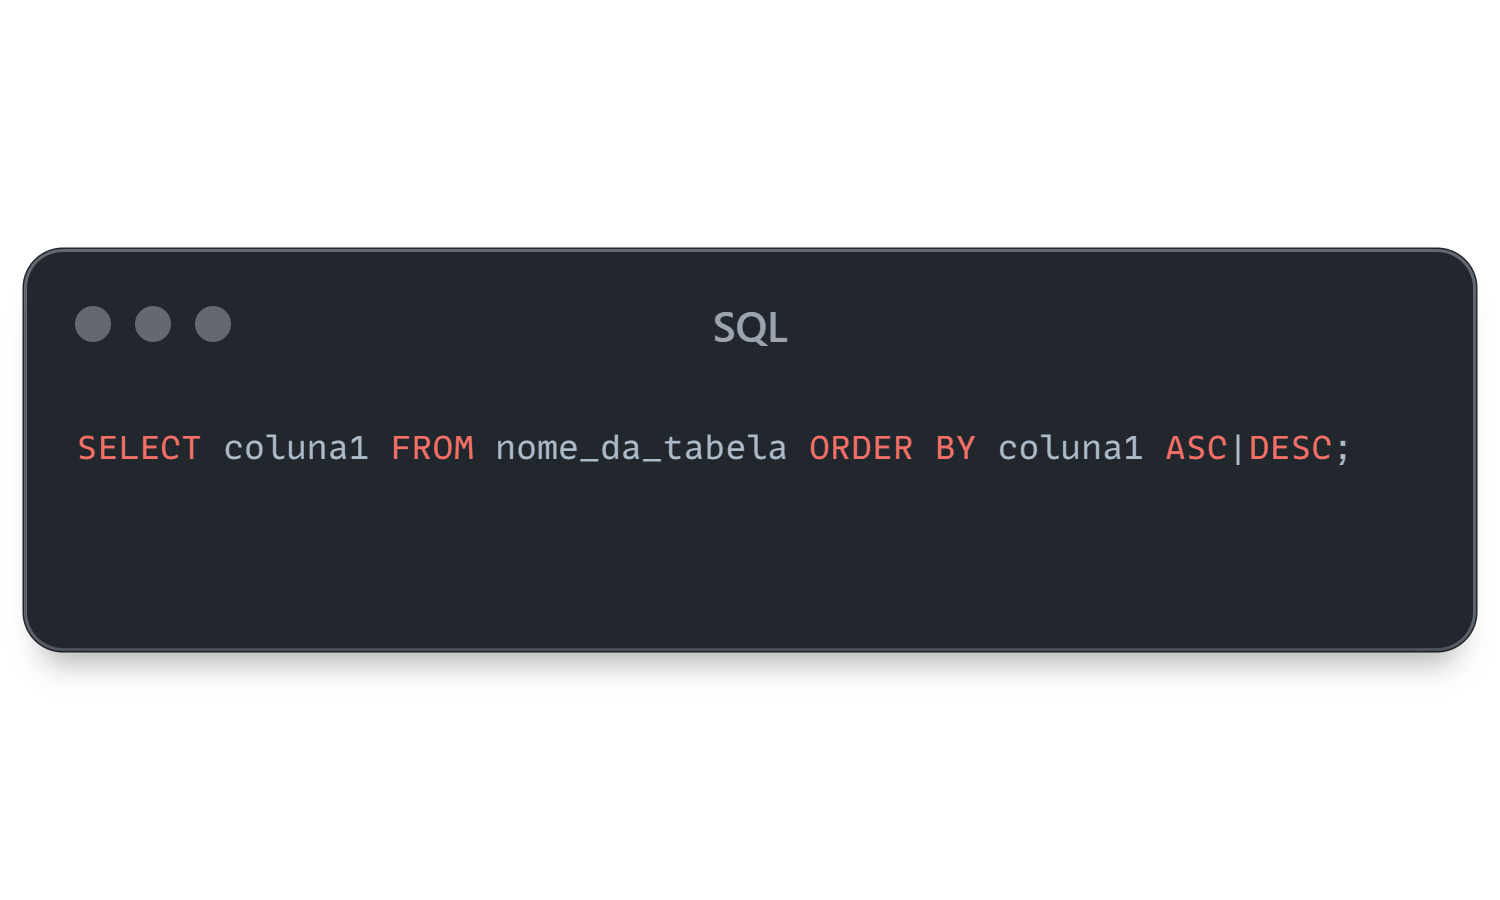 SQL
SELECT coluna1 FROM nome_da_tabela ORDER BY coluna1 ASC|DESC;